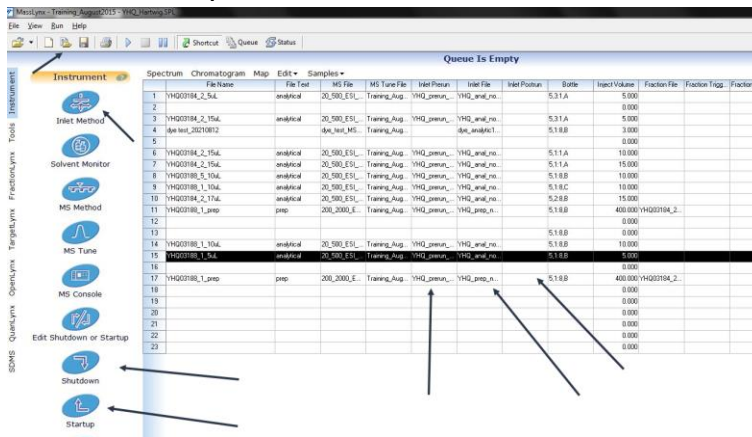 MassLynx - Training_August2015 - YHQ_Hartwig.SPL
File View Run Help
Shortcut Queue Status
Queue Is Empty
Instrument
Spectrum Chromatogram Map Edit Samples
File Name File Text MS File MS Tune File Inlet Prerun Inlet File Inlet Postrun Bottle Inject Volume Fraction File Fraction Trigg... Fraction
1 YHQ03184_2_5uL analytical 20_500_ESI_... Training_Aug... YHQ_prerun_... YHQ_anal_no... 5:3:1,A 5.000
2 0.000
3 YHQ03184_2_15uL analytical 20_500_ESI_... Training_Aug... YHQ_prerun_... YHQ_anal_no... 5:3:1,A 5.000
4 dye test_20210812 dye_test_MS... Training_Aug... dye_analytic1... 5:1:8,B 3.000
5 0.000
6 YHQ03184_2_15uL analytical 20_500_ESI_... Training_Aug... YHQ_prerun_... YHQ_anal_no... 5:1:1,A 10.000
7 YHQ03184_2_15uL analytical 20_500_ESI_... Training_Aug... YHQ_prerun_... YHQ_anal_no... 5:1:1,A 15.000
8 YHQ03188_5_10uL analytical 20_500_ESI_... Training_Aug... YHQ_prerun_... YHQ_anal_no... 5:1:8,B 10.000
9 YHQ03189_1_10uL analytical 20_500_ESI_... Training_Aug... YHQ_prerun_... YHQ_anal_no... 5:1:8,C 10.000
10 YHQ03184_2_17uL analytical 20_500_ESI_... Training_Aug... YHQ_prerun_... YHQ_anal_no... 5:2:8,B 15.000
11 YHQ03188_1_prep prep 200_2000_E... Training_Aug... YHQ_prerun_... YHQ_prep_n... 5:1:8,B 400.000 YHQ03184_2...
12 0.000
13 5:1:8,B 0.000
14 YHQ03188_1_10uL analytical 20_500_ESI_... Training_Aug... YHQ_prerun_... YHQ_anal_no... 5:1:8,B 10.000
15 YHQ03188_1_5uL analytical 20_500_ESI_... Training_Aug... YHQ_prerun_... YHQ_anal_no... 5:1:8,B 5.000
16 0.000
17 YHQ03188_1_prep prep 200_2000_E... Training_Aug... YHQ_prerun_... YHQ_prep_n... 5:1:8,B 400.000 YHQ03184_2...
18 0.000
19 0.000
20 0.000
21 0.000
22 0.000
23 0.000
Inlet Method
Solvent Monitor
MS Method
MS Tune
MS Console
Edit Shutdown or Startup
Shutdown
Startup
Instrument
Tools
FractionLynx
TargetLynx
OpenLynx
QuanLynx
SDMS